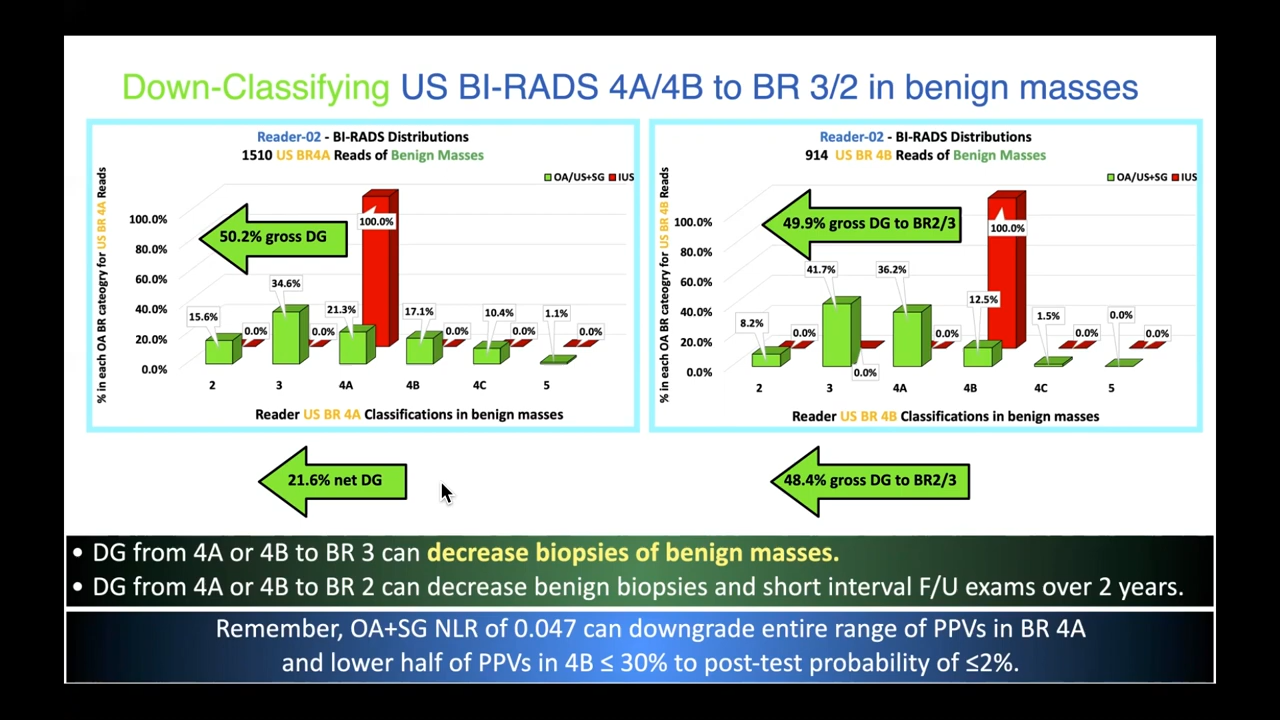 Down-Classifying US BI-RADS 4A/4B to BR 3/2 in benign masses
Reader-02 - BI-RADS Distributions
1510 US BR4A Reads of Benign Masses
OA/US+SG IUS
% in each OA BR cateogry for US BR 4A Reads
100.0%
80.0%
60.0%
40.0%
20.0%
0.0%
50.2% gross DG
15.6%
0.0%
34.6%
0.0%
21.3%
100.0%
17.1%
0.0%
10.4%
0.0%
1.1%
0.0%
2 3 4A 4B 4C 5
Reader US BR 4A Classifications in benign masses
Reader-02 - BI-RADS Distributions
914 US BR 4B Reads of Benign Masses
OA/US+SG IUS
% in each OA BR cateogry for US BR 4B Reads
100.0%
80.0%
60.0%
40.0%
20.0%
0.0%
49.9% gross DG to BR2/3
8.2%
0.0%
41.7%
0.0%
36.2%
0.0%
12.5%
100.0%
1.5%
0.0%
0.0%
0.0%
2 3 4A 4B 4C 5
Reader US BR 4B Classifications in benign masses
21.6% net DG
48.4% gross DG to BR2/3
• DG from 4A or 4B to BR 3 can decrease biopsies of benign masses.
• DG from 4A or 4B to BR 2 can decrease benign biopsies and short interval F/U exams over 2 years.
Remember, OA+SG NLR of 0.047 can downgrade entire range of PPVs in BR 4A
and lower half of PPVs in 4B ≤ 30% to post-test probability of ≤2%.